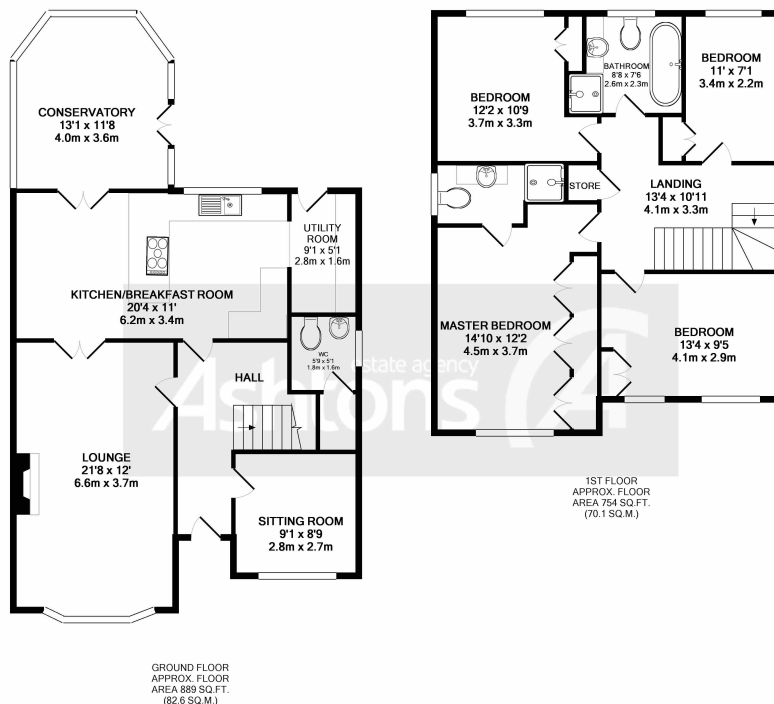 CONSERVATORY
13'1 x 11'8
4.0m x 3.6m
KITCHEN/BREAKFAST ROOM
20'4 x 11'
6.2m x 3.4m
UTILITY
ROOM
9'1 x 5'1
2.8m x 1.6m
WC
5'9 x 5'1
1.8m x 1.6m
HALL
LOUNGE
21'8 x 12'
6.6m x 3.7m
SITTING ROOM
9'1 x 8'9
2.8m x 2.7m
GROUND FLOOR
APPROX. FLOOR
AREA 889 SQ.FT.
(82.6 SQ.M.)
BEDROOM
12'2 x 10'9
3.7m x 3.3m
BATHROOM
8'8 x 7'6
2.6m x 2.3m
BEDROOM
11' x 7'1
3.4m x 2.2m
STORE
LANDING
13'4 x 10'11
4.1m x 3.3m
MASTER BEDROOM
14'10 x 12'2
4.5m x 3.7m
BEDROOM
13'4 x 9'5
4.1m x 2.9m
1ST FLOOR
APPROX. FLOOR
AREA 754 SQ.FT.
(70.1 SQ.M.)
estate agency
Ashtons